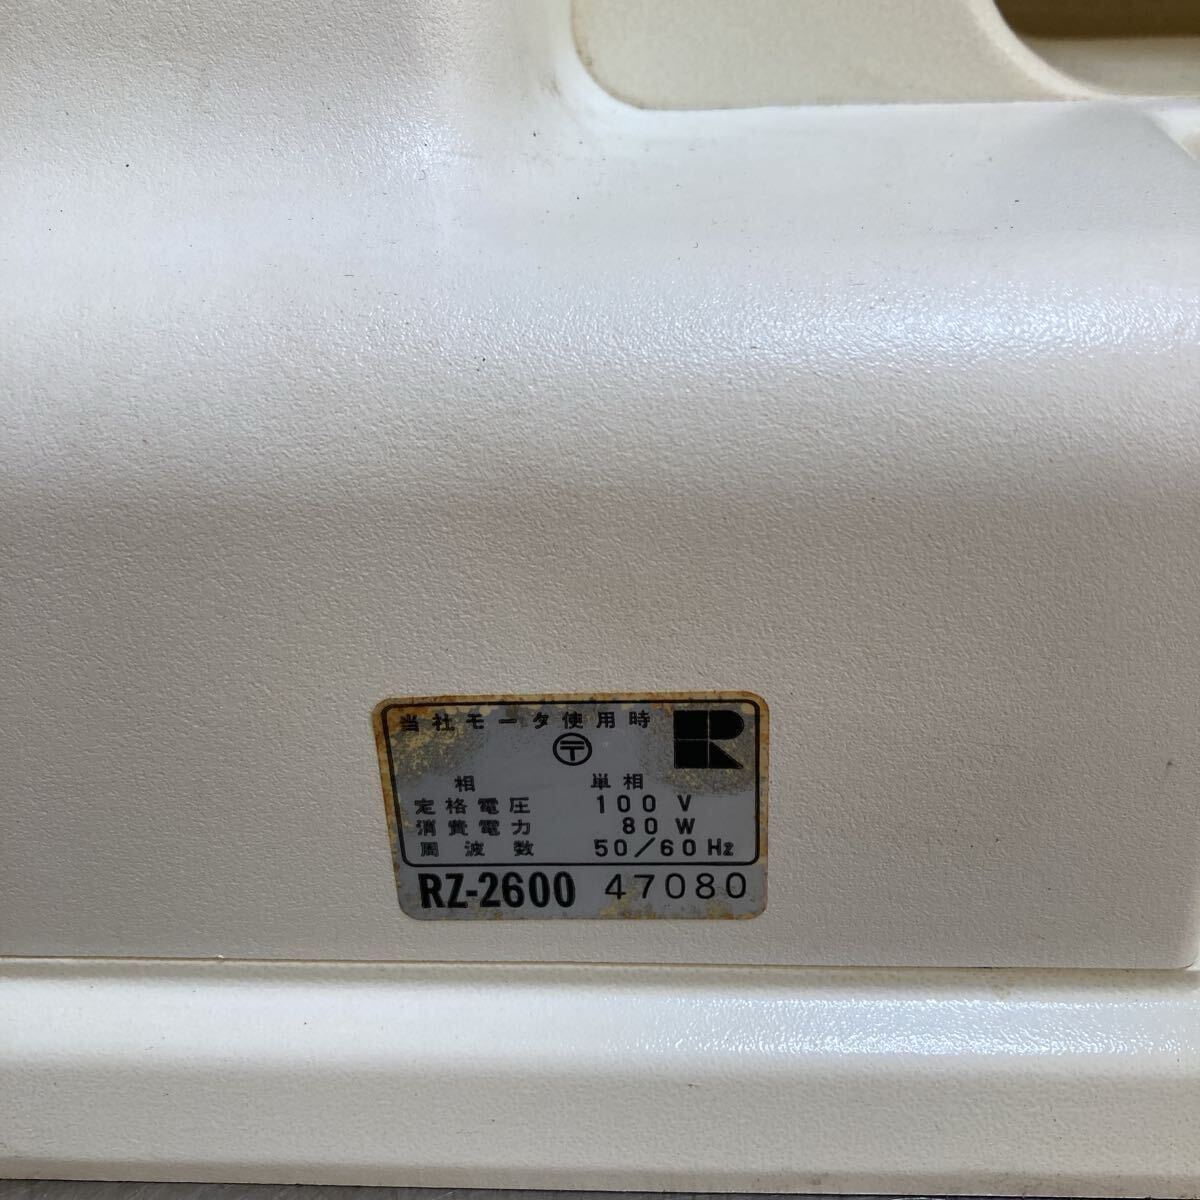 当社モータ使用時
〒
R
相 単相
定格電圧 100 V
消費電力 80 W
周波数 50/60 Hz
RZ-2600 47080